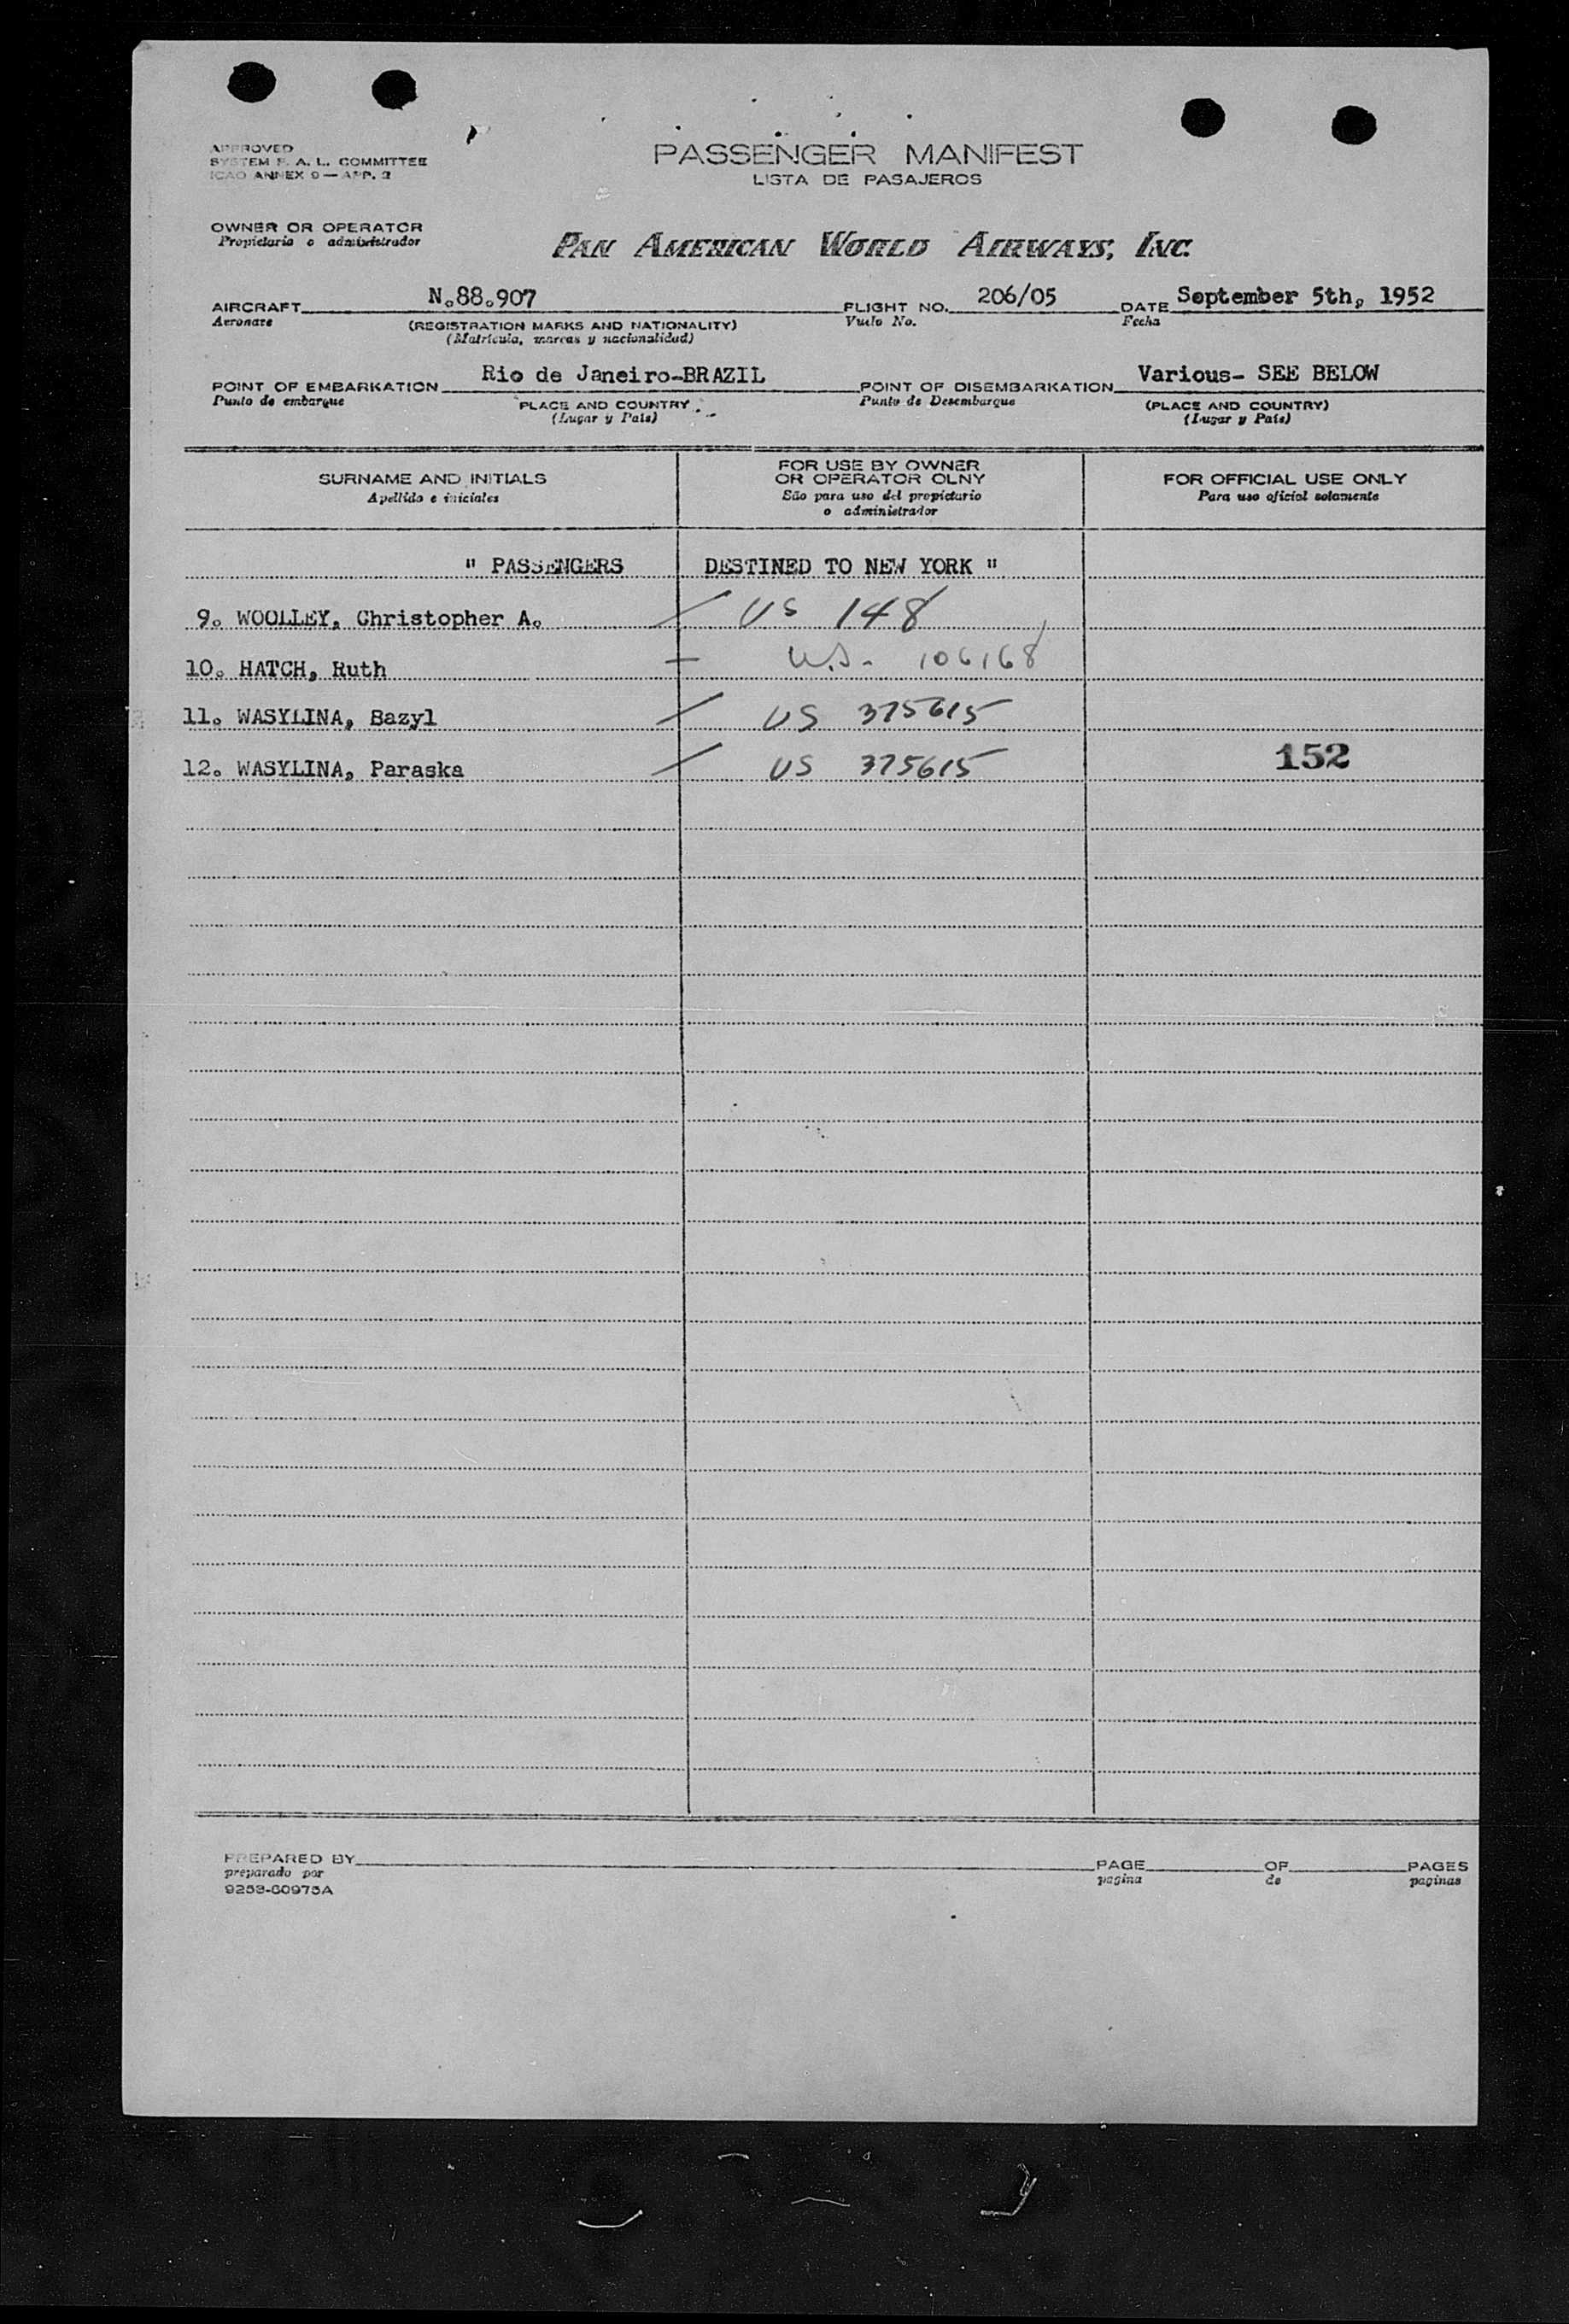 APPROVED
SYSTEM F. A. L. COMMITTEE
ICAO ANNEX 9 — APP. 3
PASSENGER MANIFEST
LISTA DE PASAJEROS
OWNER OR OPERATOR
Propietario o administrador
PAN AMERICAN WORLD AIRWAYS, INC.
AIRCRAFT N.88.907 FLIGHT NO. 206/05 DATE September 5th, 1952
Aeronave (REGISTRATION MARKS AND NATIONALITY) Vuelo No. Fecha
(Matricula, marcas y nacionalidad)
POINT OF EMBARKATION Rio de Janeiro-BRAZIL POINT OF DISEMBARKATION Various- SEE BELOW
Punto de embarque PLACE AND COUNTRY Punto de Desembarque (PLACE AND COUNTRY)
(Lugar y Pais) (Lugar y Pais)
SURNAME AND INITIALS FOR USE BY OWNER OR OPERATOR OLNY FOR OFFICIAL USE ONLY
Apellido e iniciales São para uso del propietario o administrador Para uso oficial solamente
" PASSENGERS DESTINED TO NEW YORK "
9. WOOLLEY, Christopher A. US 148
10. HATCH, Ruth U.S. 106168
11. WASYLINA, Bazyl US 375615
12. WASYLINA, Paraska US 375615 152
PREPARED BY PAGE OF PAGES
preparado por pagina de paginas
9253-60975A